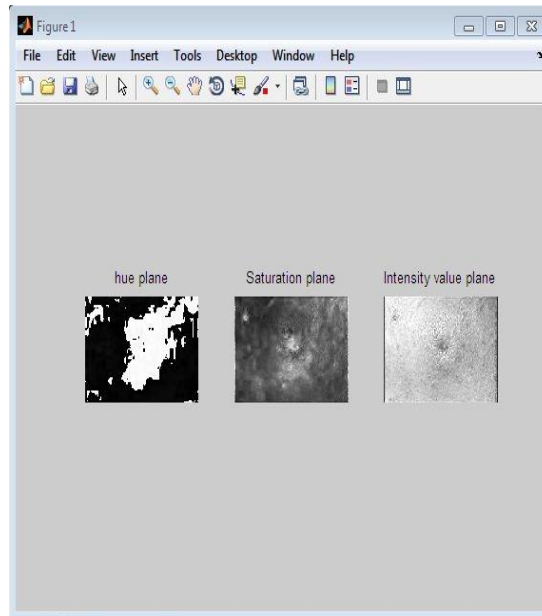 Figure 1
File Edit View Insert Tools Desktop Window Help
hue plane Saturation plane Intensity value plane